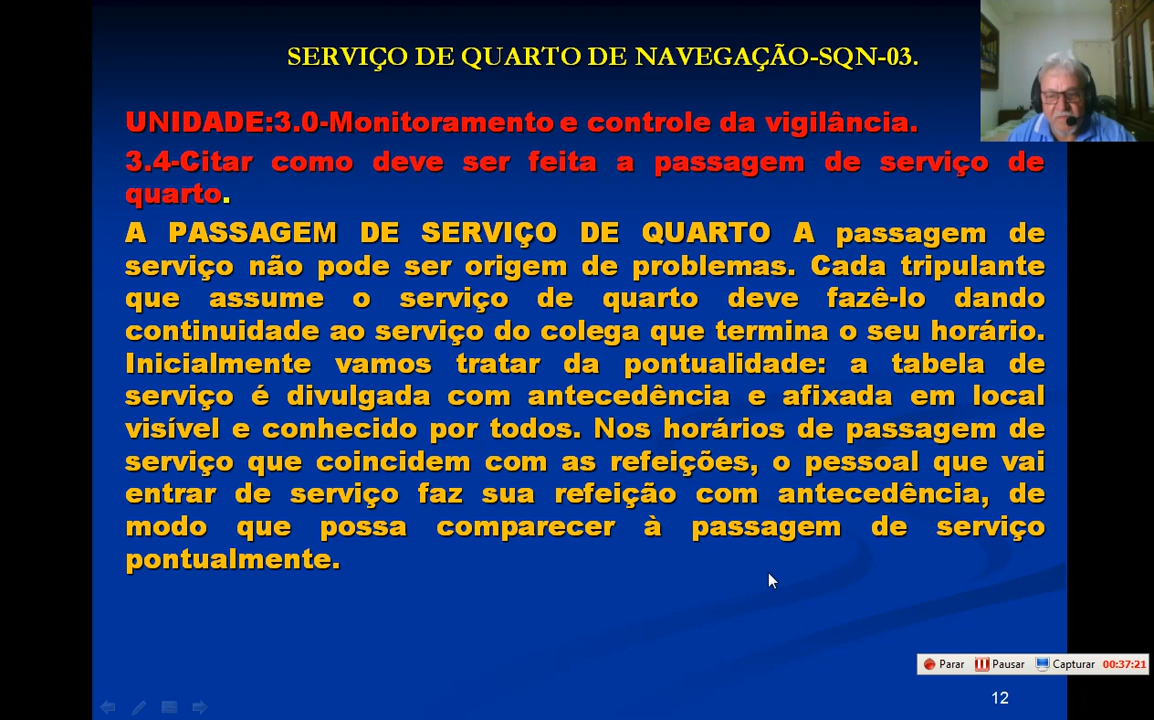 SERVIÇO DE QUARTO DE NAVEGAÇÃO-SQN-03.
UNIDADE:3.0-Monitoramento e controle da vigilância.
3.4-Citar como deve ser feita a passagem de serviço de
quarto.
A PASSAGEM DE SERVIÇO DE QUARTO A passagem de
serviço não pode ser origem de problemas. Cada tripulante
que assume o serviço de quarto deve fazê-lo dando
continuidade ao serviço do colega que termina o seu horário.
Inicialmente vamos tratar da pontualidade: a tabela de
serviço é divulgada com antecedência e afixada em local
visível e conhecido por todos. Nos horários de passagem de
serviço que coincidem com as refeições, o pessoal que vai
entrar de serviço faz sua refeição com antecedência, de
modo que possa comparecer à passagem de serviço
pontualmente.
Parar Pausar Capturar 00:37:21
12